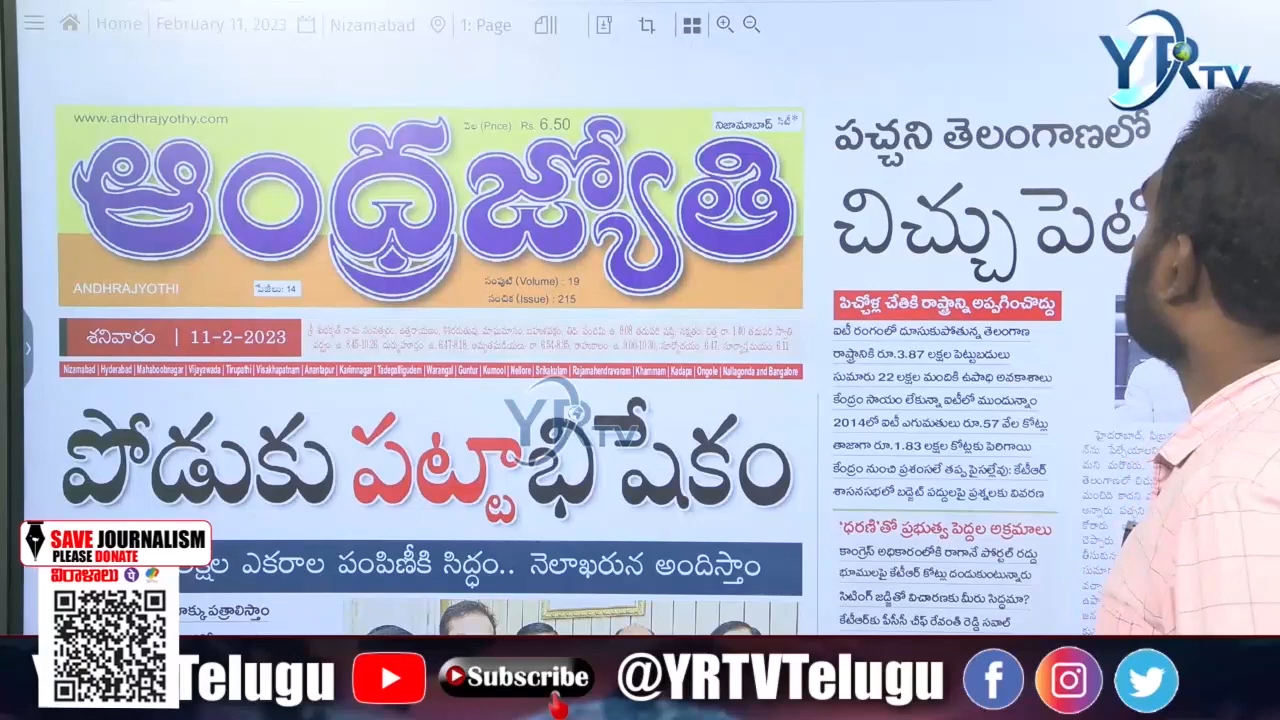 Home | February 11, 2023 | Nizamabad | 1: Page
YRTV
www.andhrajyothy.com
వెల (Price) Rs. 6.50
నిజామాబాద్ సిటీ*
ఆంధ్రజ్యోతి
ANDHRAJYOTHI
పేజీలు: 14
సంపుటి (Volume) : 19
సంచిక (Issue) : 215
శనివారం | 11-2-2023
Nizamabad | Hyderabad | Mahaboobnagar | Vijayawada | Tirupathi | Visakhapatnam | Ananlapur | Karimnagar | Tadepalligudem | Warangal | Guntur | Kurnool | Nellore | Srikakulam | Rajamahendravaram | Khammam | Kadapa | Ongole | Nallagonda and Bangalore
పోడుకు పట్టాభిషేకం
YRTV
ఎకరాల పంపిణీకి సిద్ధం.. నెలాఖరున అందిస్తాం
పచ్చని తెలంగాణలో
చిచ్చు
పిచ్చోళ్ల చేతికి రాష్ట్రాన్ని అప్పగించొద్దు
ఐటీ రంగంలో దూసుకుపోతున్న తెలంగాణ
రాష్ట్రానికి రూ.3.87 లక్షల పెట్టుబడులు
సుమారు 22 లక్షల మందికి ఉపాధి అవకాశాలు
కేంద్రం సాయం లేకున్నా ఐటీలో ముందున్నాం
2014లో ఐటీ ఎగుమతులు రూ.57 వేల కోట్లు
తాజాగా రూ.1.83 లక్షల కోట్లకు పెరిగాయి
కేంద్రం నుంచి ప్రశంసలే తప్ప పైసల్లేవు: కేటీఆర్
శాసనసభలో బడ్జెట్ పద్దులపై ప్రశ్నలకు వివరణ
'ధరణి'తో ప్రభుత్వ పెద్దల అక్రమాలు
కాంగ్రెస్ అధికారంలోకి రాగానే పోర్టల్ రద్దు
భూములపై కేటీఆర్ కోట్లు దండుకుంటున్నారు
సిటింగ్ జడ్జితో విచారణకు మీరు సిద్ధమా?
కేటీఆర్‌కు పీసీసీ చీఫ్ రేవంత్ రెడ్డి సవాల్
SAVE JOURNALISM
PLEASE DONATE
విరాళాలు
Telugu
Subscribe
@YRTVTelugu